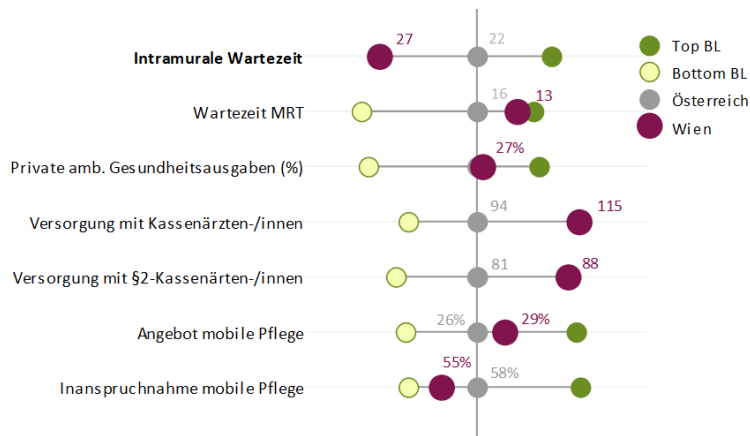 27
22
Intramurale Wartezeit
Top BL
Bottom BL
Österreich
Wien
16
13
Wartezeit MRT
27%
Private amb. Gesundheitsausgaben (%)
94
115
Versorgung mit Kassenärzten-/innen
81
88
Versorgung mit §2-Kassenärten-/innen
26%
29%
Angebot mobile Pflege
55%
58%
Inanspruchnahme mobile Pflege